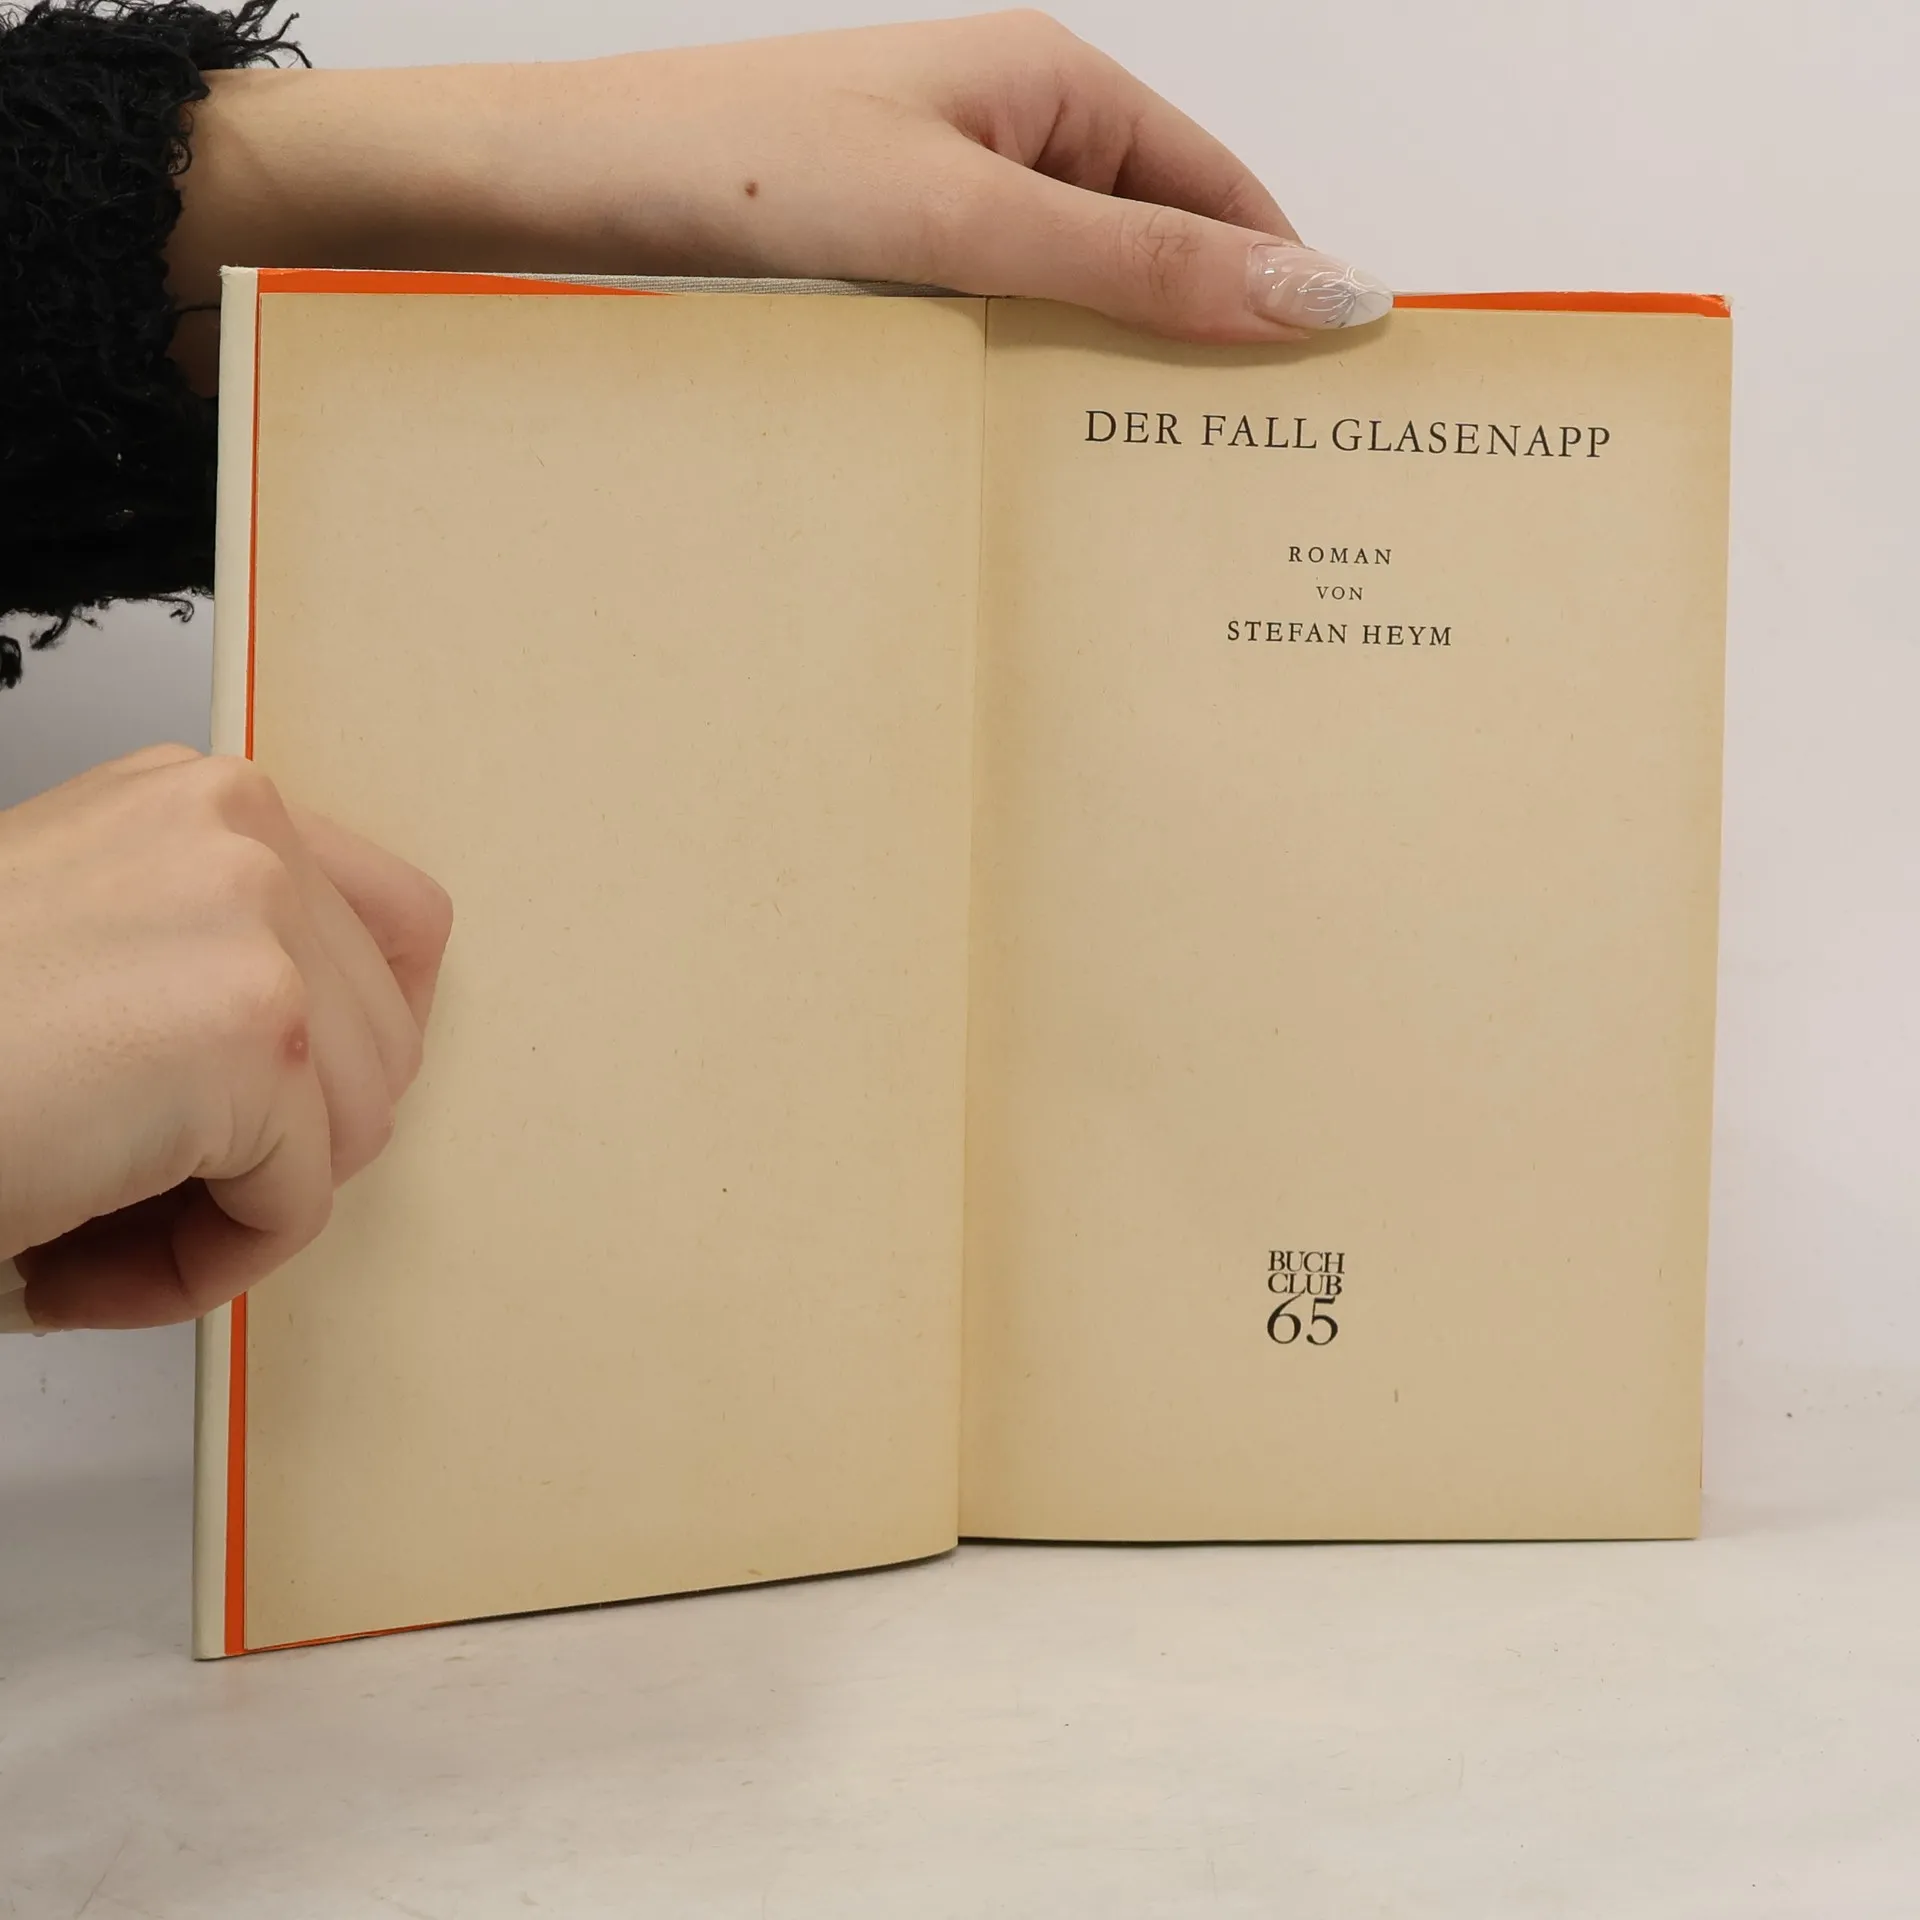 DER FALL GLASENAPP
ROMAN
VON
STEFAN HEYM
BUCH
CLUB
65